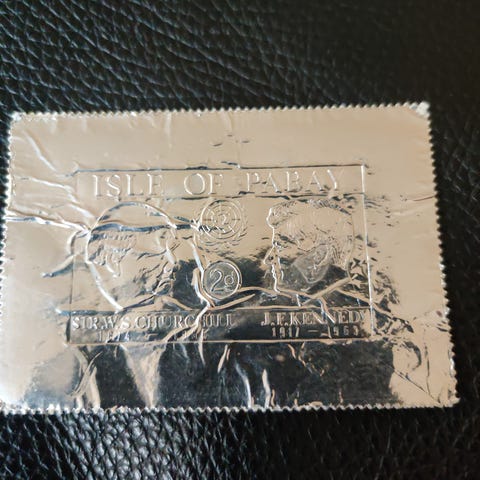 ISLE OF PABAY
2d
SIR.W.S.CHURCHILL J.F.KENNEDY
1917 - 1963